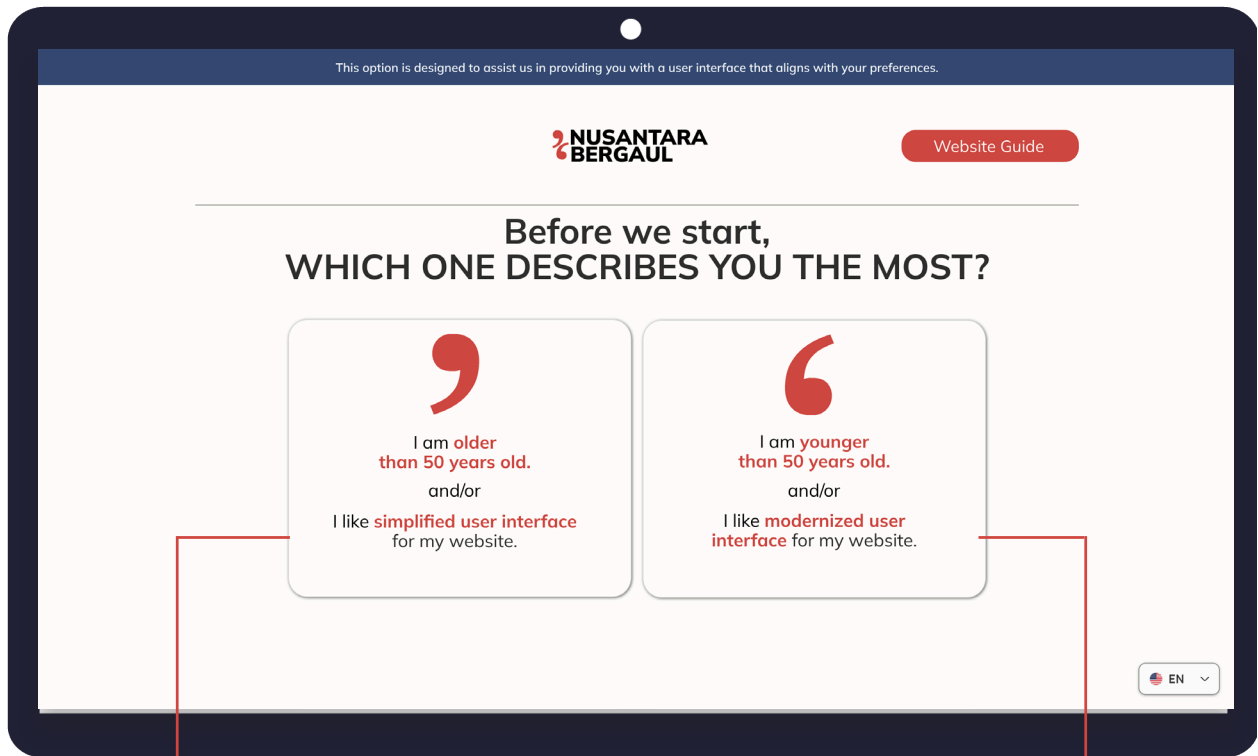 This option is designed to assist us in providing you with a user interface that aligns with your preferences.
NUSANTARA
BERGAUL
Website Guide
Before we start,
WHICH ONE DESCRIBES YOU THE MOST?
I am older
than 50 years old.
and/or
I like simplified user interface
for my website.
I am younger
than 50 years old.
and/or
I like modernized user
interface for my website.
EN